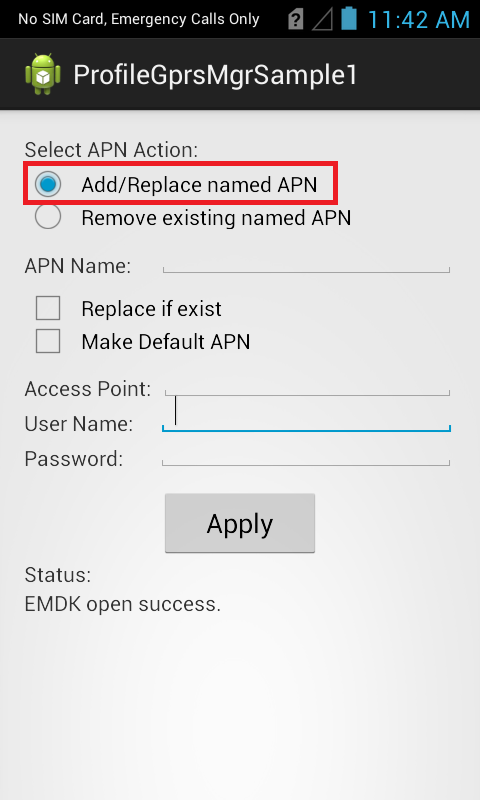 No SIM Card, Emergency Calls Only 11:42 AM
ProfileGprsMgrSample1
Select APN Action:
Add/Replace named APN
Remove existing named APN
APN Name:
Replace if exist
Make Default APN
Access Point:
User Name:
Password:
Apply
Status:
EMDK open success.